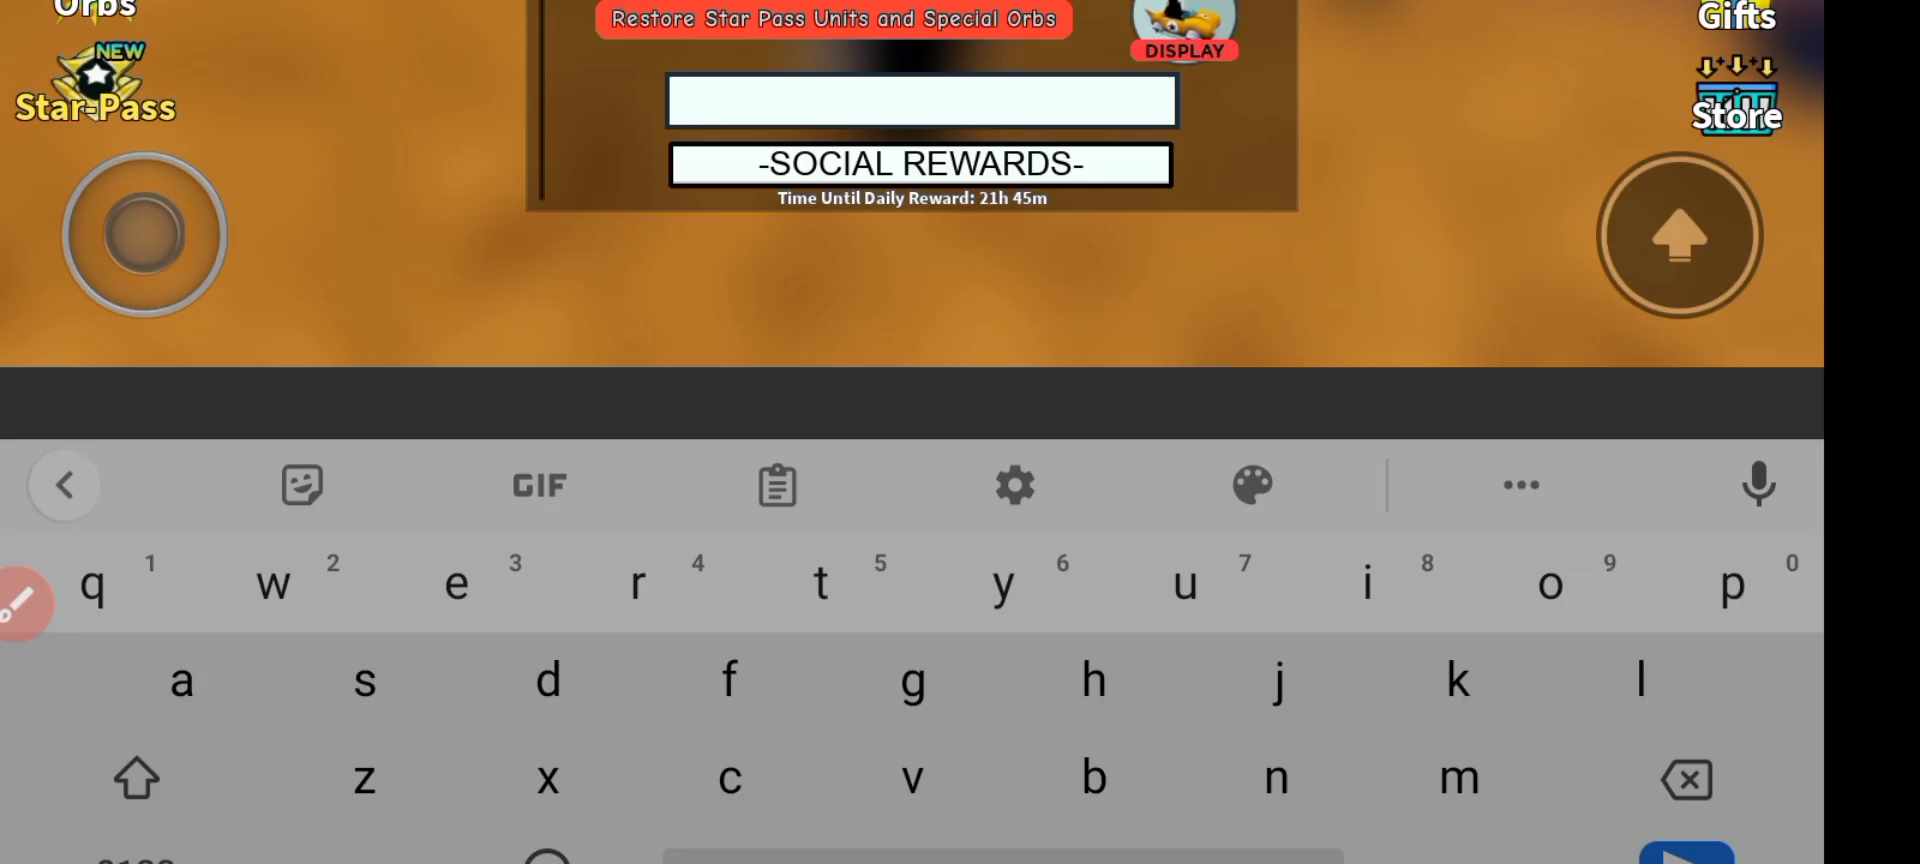 Orbs
Restore Star Pass Units and Special Orbs
Gifts
DISPLAY
NEW
Star-Pass
Store
-SOCIAL REWARDS-
Time Until Daily Reward: 21h 45m
GIF
q 1 w 2 e 3 r 4 t 5 y 6 u 7 i 8 o 9 p 0
a s d f g h j k l
z x c v b n m